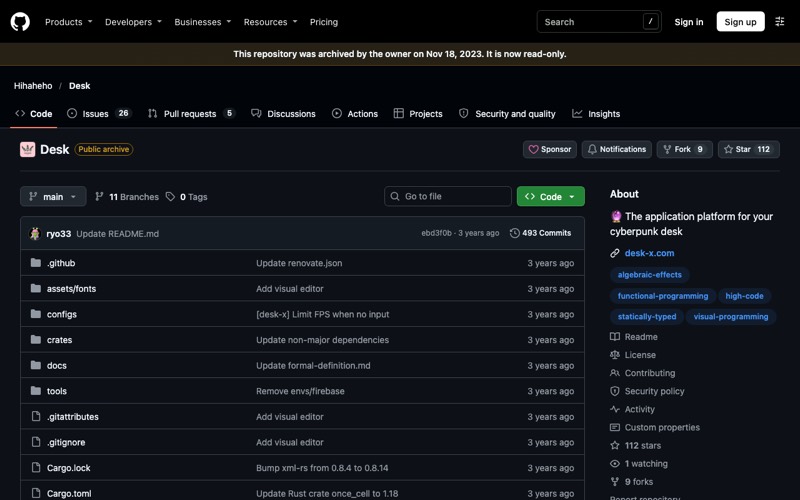 Products Developers Businesses Resources Pricing Search / Sign in Sign up
This repository was archived by the owner on Nov 18, 2023. It is now read-only.
Hihaheho / Desk
Code Issues 26 Pull requests 5 Discussions Actions Projects Security and quality Insights
Desk Public archive Sponsor Notifications Fork 9 Star 112
main 11 Branches 0 Tags Go to file Code
ryo33 Update README.md ebd3f0b · 3 years ago 493 Commits
.github Update renovate.json 3 years ago
assets/fonts Add visual editor 3 years ago
configs [desk-x] Limit FPS when no input 3 years ago
crates Update non-major dependencies 3 years ago
docs Update formal-definition.md 3 years ago
tools Remove envs/firebase 3 years ago
.gitattributes Add visual editor 3 years ago
.gitignore Add visual editor 3 years ago
Cargo.lock Bump xml-rs from 0.8.4 to 0.8.14 3 years ago
Cargo.toml Update Rust crate once_cell to 1.18 3 years ago
About
🔮 The application platform for your
cyberpunk desk
desk-x.com
algebraic-effects
functional-programming high-code
statically-typed visual-programming
Readme
License
Contributing
Security policy
Activity
Custom properties
112 stars
1 watching
9 forks
Report repository